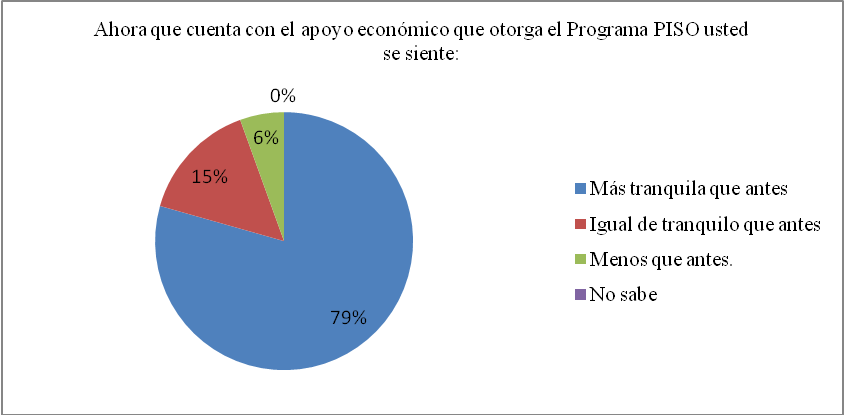 Ahora que cuenta con el apoyo económico que otorga el Programa PISO usted
se siente:
0%
6%
15%
79%
Más tranquila que antes
Igual de tranquilo que antes
Menos que antes.
No sabe